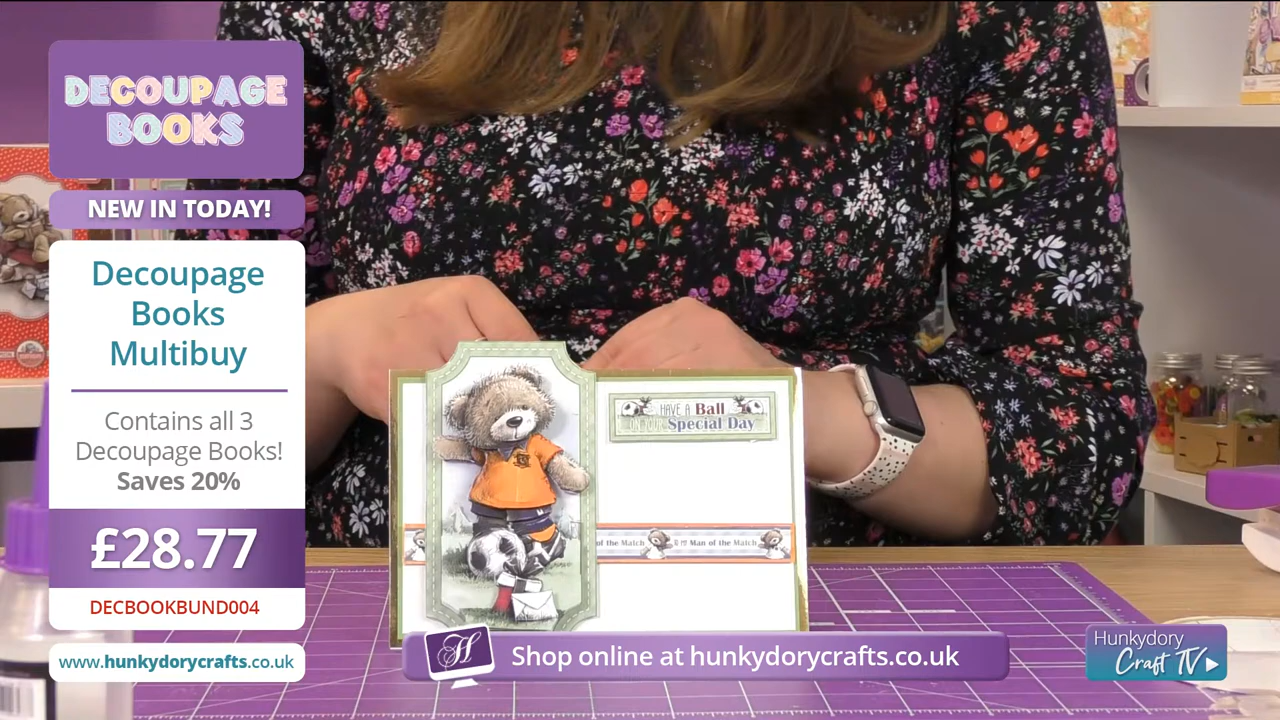 DECOUPAGE
BOOKS
NEW IN TODAY!
Decoupage
Books
Multibuy
Contains all 3
Decoupage Books!
Saves 20%
£28.77
DECBOOKBUND004
www.hunkydorycrafts.co.uk
HAVE A Ball
Special Day
of the Match
Man of the Match
Shop online at hunkydorycrafts.co.uk
Hunkydory
Craft TV